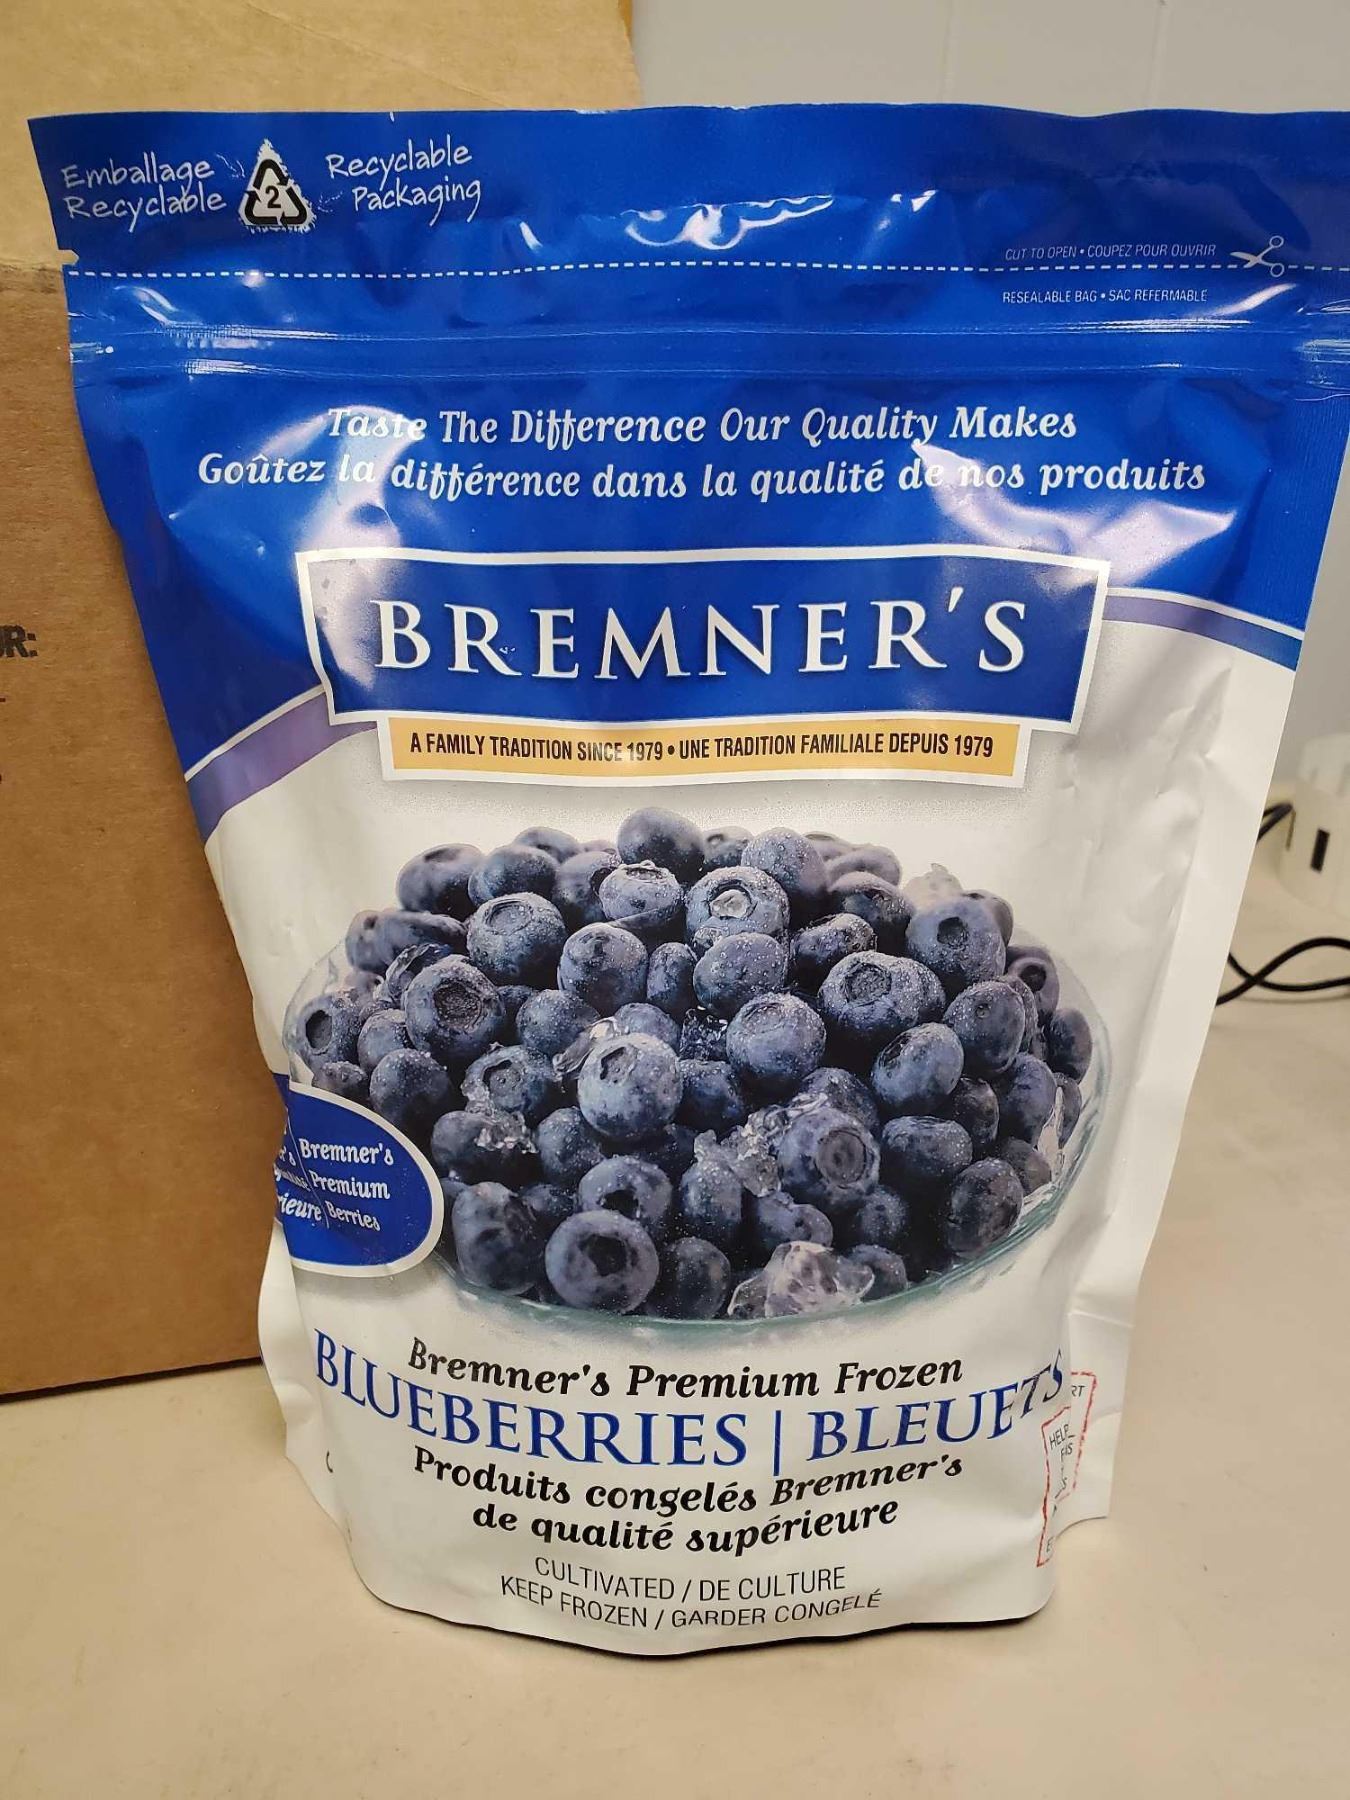 Emballage
Recyclable
2
Recyclable
Packaging
CUT TO OPEN • COUPEZ POUR OUVRIR
RESEALABLE BAG • SAC REFERMABLE
Taste The Difference Our Quality Makes
Goûtez la différence dans la qualité de nos produits
BREMNER'S
A FAMILY TRADITION SINCE 1979 • UNE TRADITION FAMILIALE DEPUIS 1979
Bremner's
Premium
Berries
Bremner's Premium Frozen
BLUEBERRIES | BLEUETS
Produits congelés Bremner's
de qualité supérieure
CULTIVATED / DE CULTURE
KEEP FROZEN / GARDER CONGELÉ